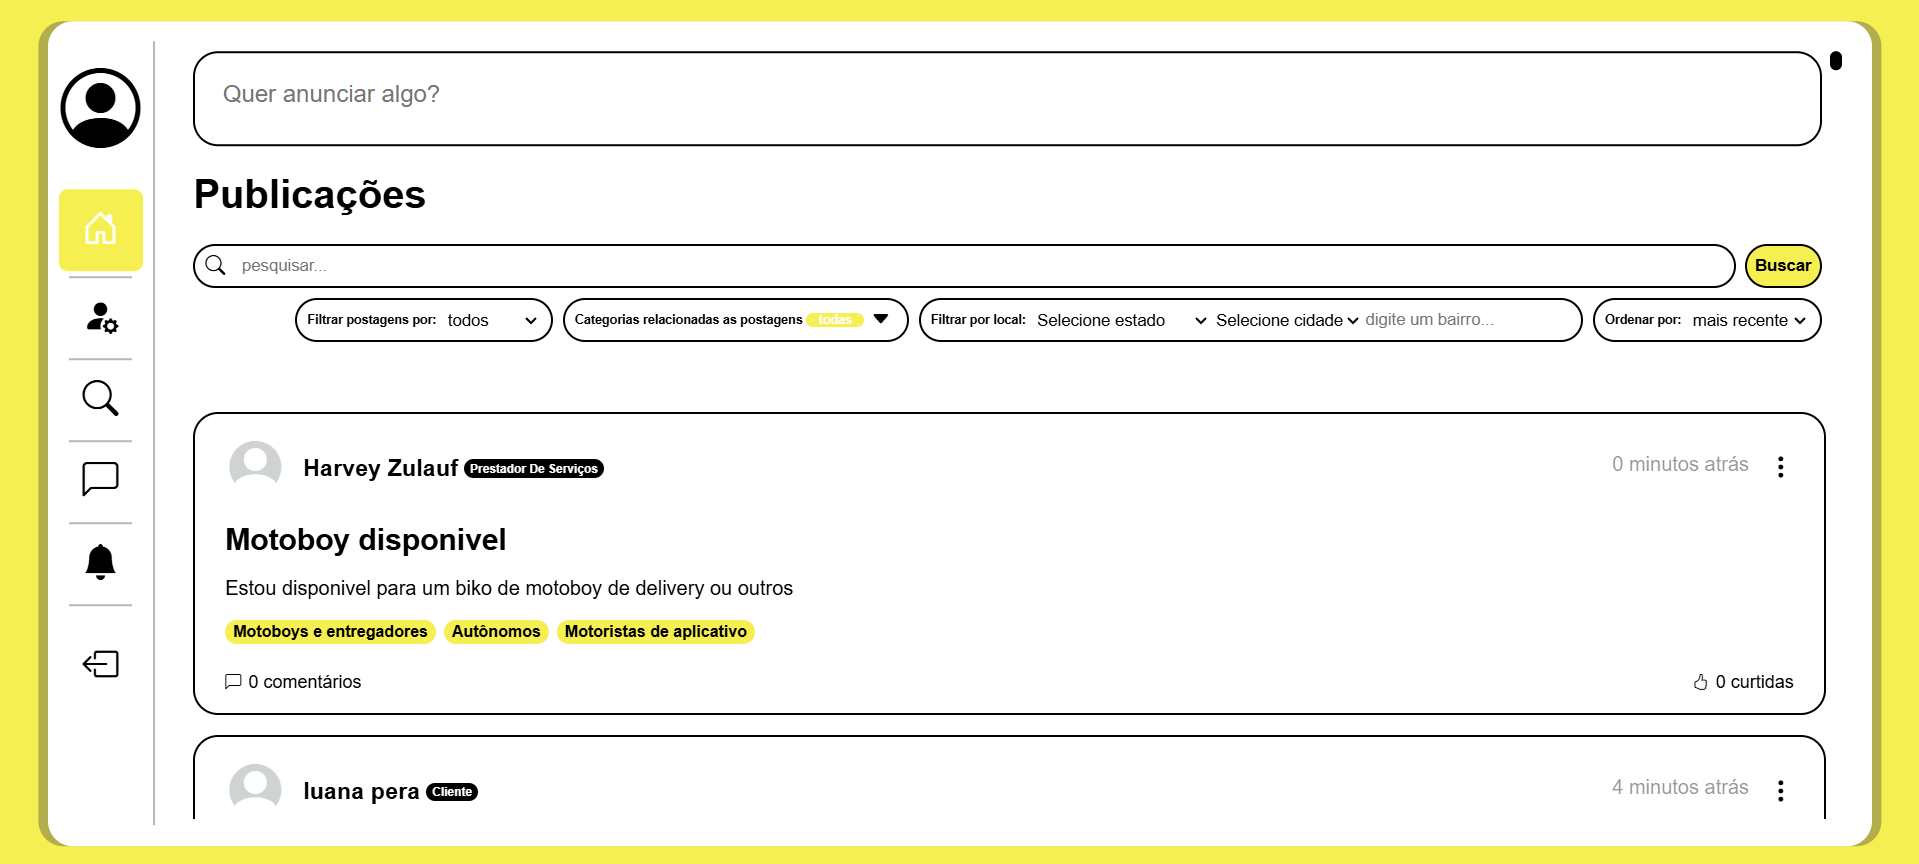 Quer anunciar algo?
Publicações
pesquisar...
Buscar
Filtrar postagens por: todos
Categorias relacionadas as postagens todas
Filtrar por local: Selecione estado Selecione cidade digite um bairro...
Ordenar por: mais recente
Harvey Zulauf Prestador De Serviços
0 minutos atrás
Motoboy disponivel
Estou disponivel para um biko de motoboy de delivery ou outros
Motoboys e entregadores Autônomos Motoristas de aplicativo
0 comentários
0 curtidas
luana pera Cliente
4 minutos atrás